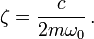 ζ = c / 2mω₀ .